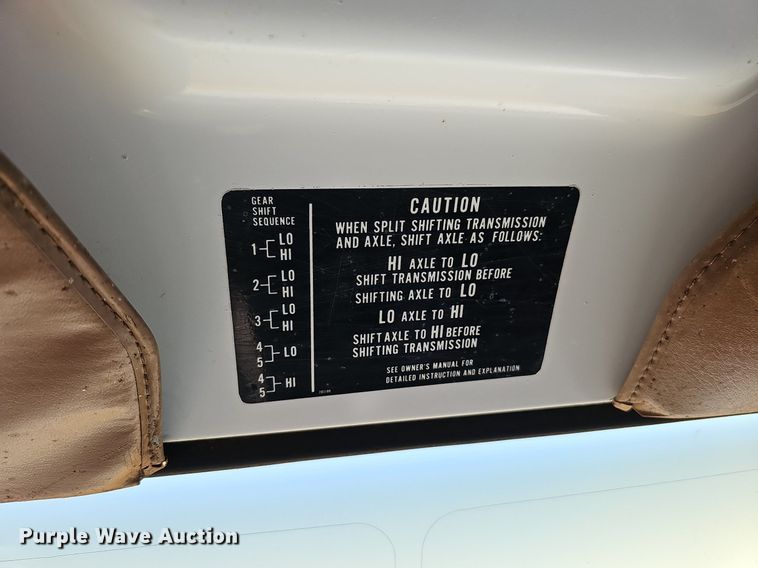 GEAR
SHIFT
SEQUENCE
1 LO
HI
2 LO
HI
3 LO
HI
4
5 LO
4
5 HI
CAUTION
WHEN SPLIT SHIFTING TRANSMISSION
AND AXLE, SHIFT AXLE AS FOLLOWS:
HI AXLE TO LO
SHIFT TRANSMISSION BEFORE
SHIFTING AXLE TO LO
LO AXLE TO HI
SHIFT AXLE TO HI BEFORE
SHIFTING TRANSMISSION
SEE OWNER'S MANUAL FOR
DETAILED INSTRUCTION AND EXPLANATION
Purple Wave Auction